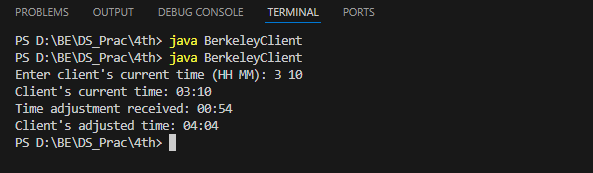 PROBLEMS OUTPUT DEBUG CONSOLE TERMINAL PORTS
PS D:\BE\DS_Prac\4th> java BerkeleyClient
PS D:\BE\DS_Prac\4th> java BerkeleyClient
Enter client's current time (HH MM): 3 10
Client's current time: 03:10
Time adjustment received: 00:54
Client's adjusted time: 04:04
PS D:\BE\DS_Prac\4th>